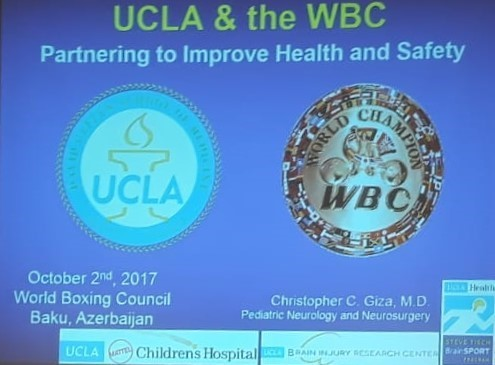 UCLA & the WBC
Partnering to Improve Health and Safety
UCLA
WORLD CHAMPION
WBC
October 2nd, 2017
World Boxing Council
Baku, Azerbaijan
Christopher C. Giza, M.D.
Pediatric Neurology and Neurosurgery
UCLA Health
STEVE TISCH
BrainSPORT
PROGRAM
UCLA MATTEL Childrens Hospital
UCLA BRAIN INJURY RESEARCH CENTER